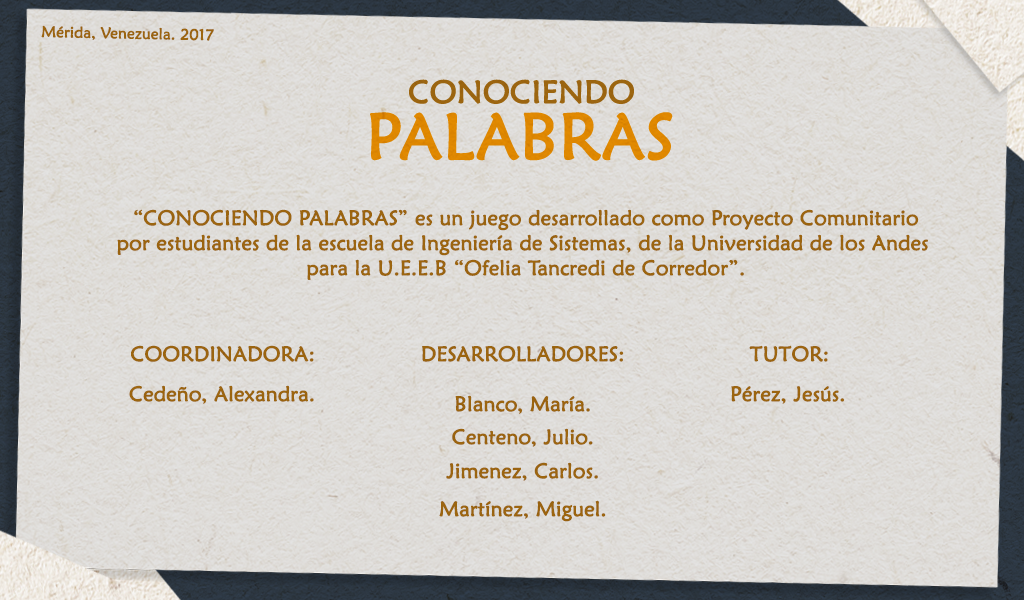 Mérida, Venezuela. 2017
CONOCIENDO
PALABRAS
“CONOCIENDO PALABRAS” es un juego desarrollado como Proyecto Comunitario
por estudiantes de la escuela de Ingeniería de Sistemas, de la Universidad de los Andes
para la U.E.E.B “Ofelia Tancredi de Corredor”.
COORDINADORA:
Cedeño, Alexandra.
DESARROLLADORES:
Blanco, María.
Centeno, Julio.
Jimenez, Carlos.
Martínez, Miguel.
TUTOR:
Pérez, Jesús.